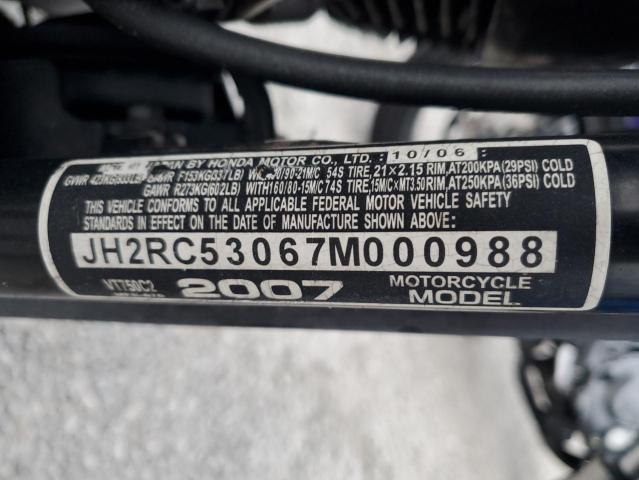 JAPAN BY HONDA MOTOR CO., LTD.: 10/06
GVWR F153KG(337LB) 54S TIRE, 21 x 2.15 RIM, AT200KPA(29PSI) COLD
GAWR R273KG(602LB) WITH160/80-15M/C 74S TIRE, 15M/C×MT3.50 RIM, AT250KPA(36PSI) COLD
THIS VEHICLE CONFORMS TO ALL APPLICABLE FEDERAL MOTOR VEHICLE SAFETY
STANDARDS IN EFFECT ON THE DATE OF MANUFACTURE SHOWN ABOVE.
JH2RC53067M000988
VT750C2 2007 MOTORCYCLE
MODEL